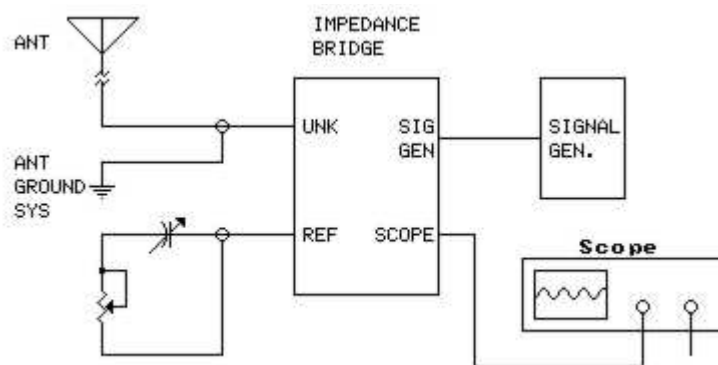 IMPEDANCE
BRIDGE
ANT
UNK
SIG
GEN
SIGNAL
GEN.
ANT
GROUND
SYS
REF
SCOPE
Scope